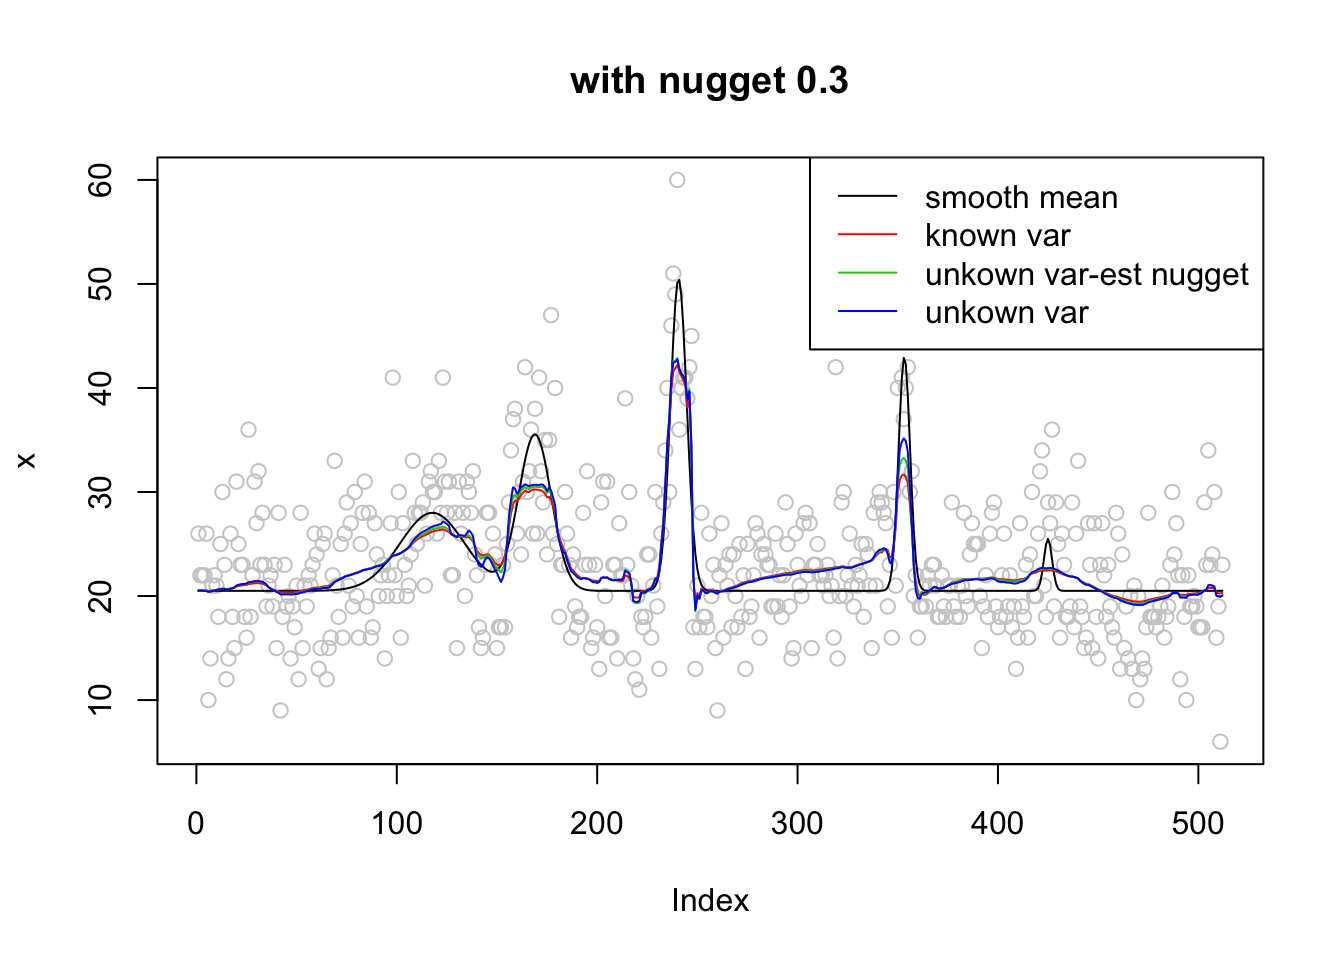 with nugget 0.3
60
50
40
30
20
10
x
smooth mean
known var
unkown var-est nugget
unkown var
0 100 200 300 400 500
Index